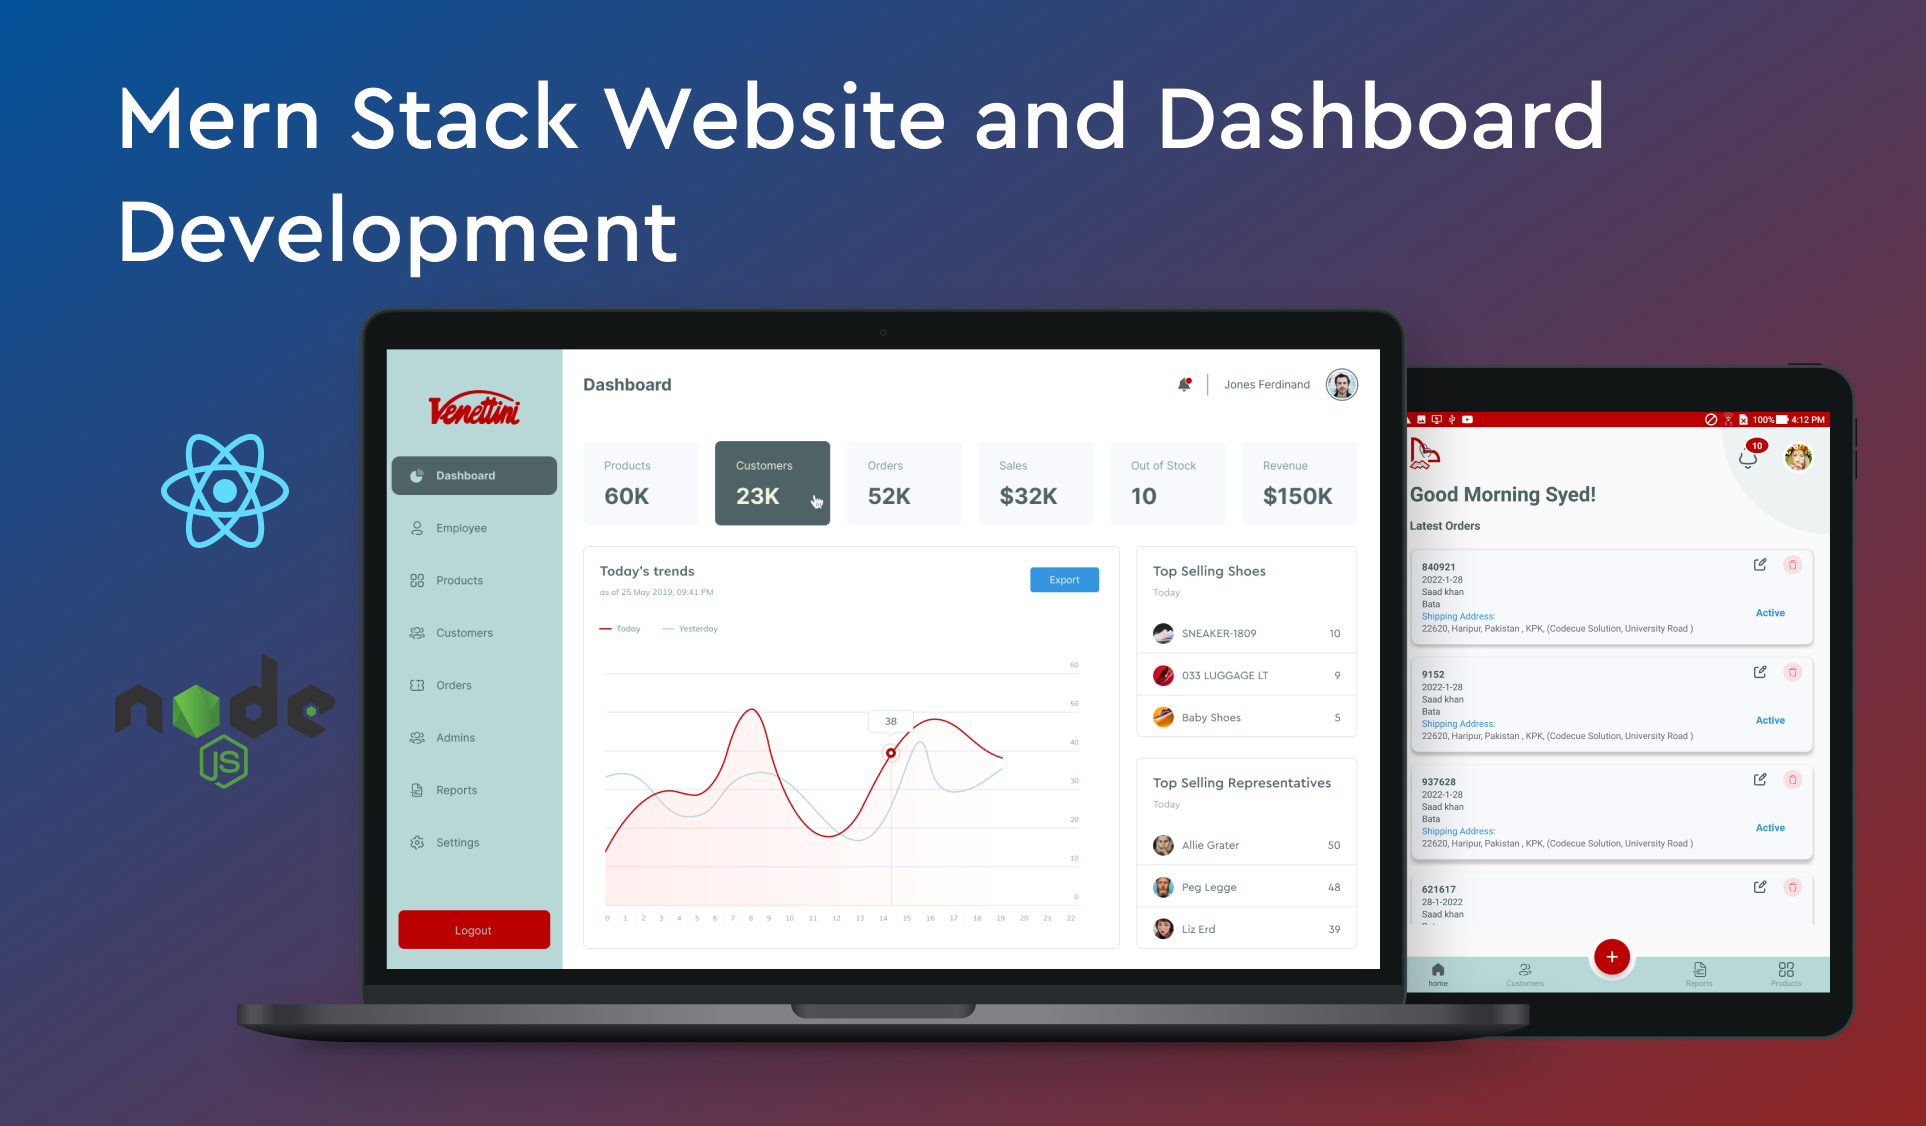 Mern Stack Website and Dashboard
Development
node
JS
Venettini
Dashboard
Employee
Products
Customers
Orders
Admins
Reports
Settings
Logout
Dashboard
Jones Ferdinand
Products
60K
Customers
23K
Orders
52K
Sales
$32K
Out of Stock
10
Revenue
$150K
Today's trends
as of 25 May 2019, 09:41 PM
Export
Today
Yesterday
60
50
40
30
20
10
0
38
0 1 2 3 4 5 6 7 8 9 10 11 12 13 14 15 16 17 18 19 20 21 22
Top Selling Shoes
Today
SNEAKER-1809 10
033 LUGGAGE LT 9
Baby Shoes 5
Top Selling Representatives
Today
Allie Grater 50
Peg Legge 48
Liz Erd 39
100% 4:12 PM
10
Good Morning Syed!
Latest Orders
840921
2022-1-28
Saad khan
Bata
Shipping Address:
Active
22620, Haripur, Pakistan , KPK, (Codecue Solution, University Road )
9152
2022-1-28
Saad khan
Bata
Shipping Address:
Active
22620, Haripur, Pakistan , KPK, (Codecue Solution, University Road )
937628
2022-1-28
Saad khan
Bata
Shipping Address:
Active
22620, Haripur, Pakistan , KPK, (Codecue Solution, University Road )
621617
28-1-2022
Saad khan
home
Customers
+
Reports
Products